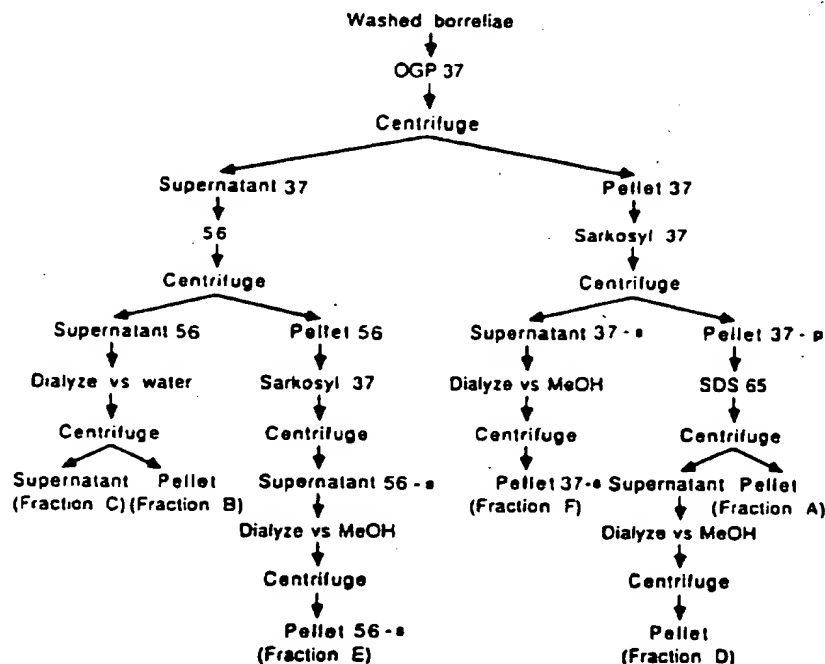 Washed borreliae
OGP 37
Centrifuge
Supernatant 37 Pellet 37
56 Sarkosyl 37
Centrifuge Centrifuge
Supernatant 56 Pellet 56 Supernatant 37-s Pellet 37-p
Dialyze vs water Sarkosyl 37 Dialyze vs MeOH SDS 65
Centrifuge Centrifuge Centrifuge Centrifuge
Supernatant Pellet Supernatant 56-s Pellet 37-s Supernatant Pellet
(Fraction C) (Fraction B) (Fraction F) (Fraction A)
Dialyze vs MeOH Dialyze vs MeOH
Centrifuge Centrifuge
Pellet 56-s Pellet
(Fraction E) (Fraction D)